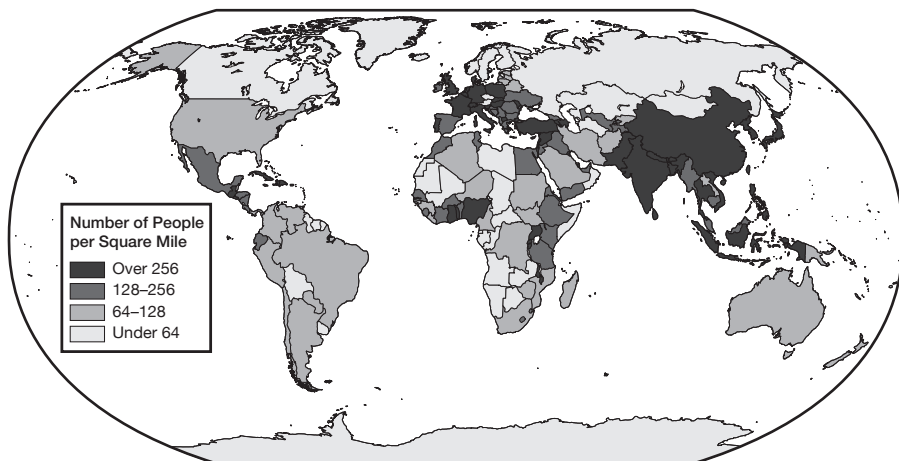 Number of People
per Square Mile
Over 256
128–256
64–128
Under 64